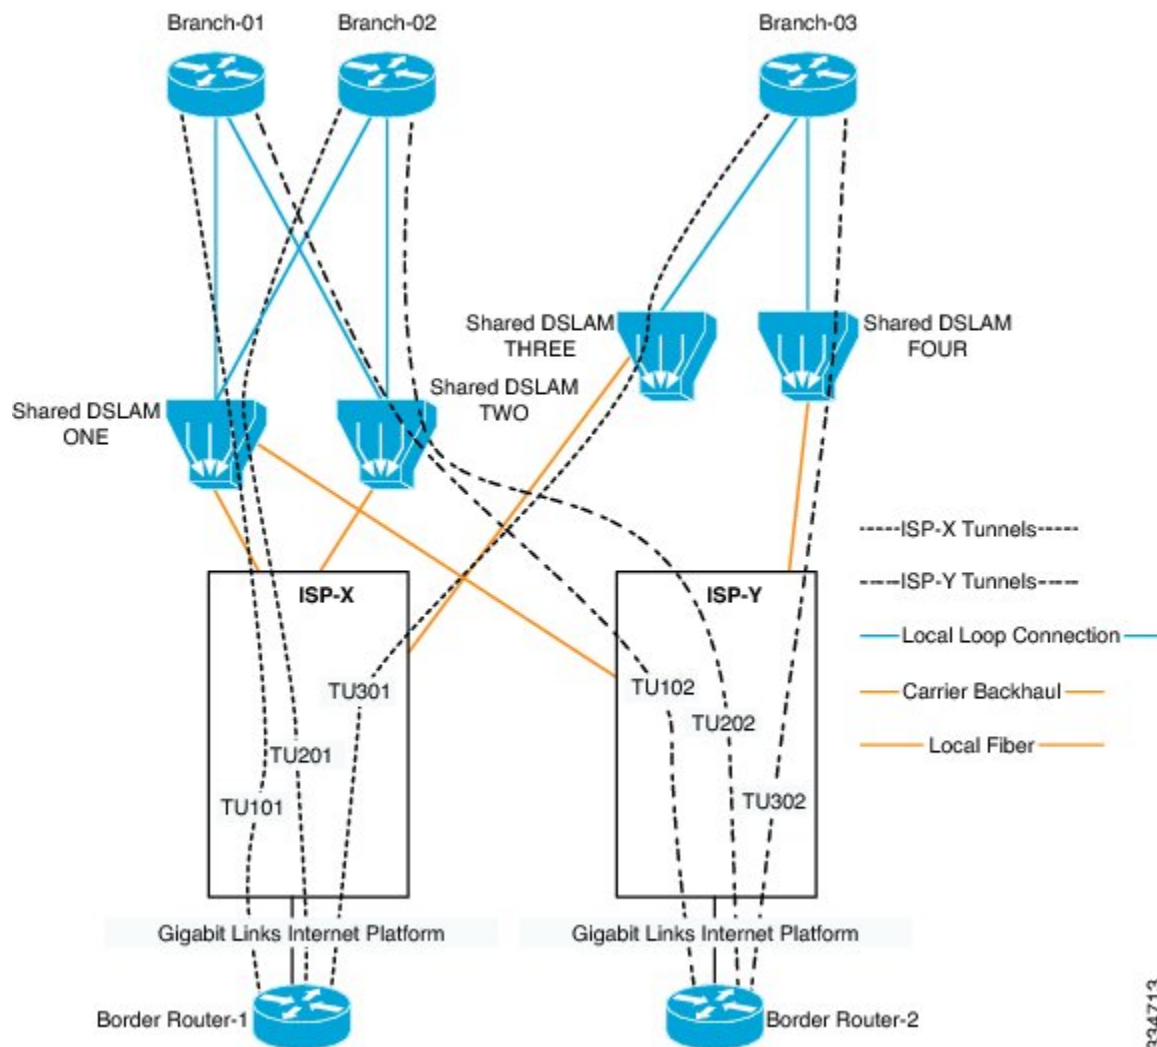 Branch-01
Branch-02
Branch-03
Shared DSLAM
THREE
Shared DSLAM
FOUR
Shared DSLAM
ONE
Shared DSLAM
TWO
ISP-X
ISP-Y
ISP-X Tunnels
ISP-Y Tunnels
Local Loop Connection
Carrier Backhaul
Local Fiber
TU301
TU102
TU202
TU201
TU101
TU302
Gigabit Links Internet Platform
Gigabit Links Internet Platform
Border Router-1
Border Router-2
334713